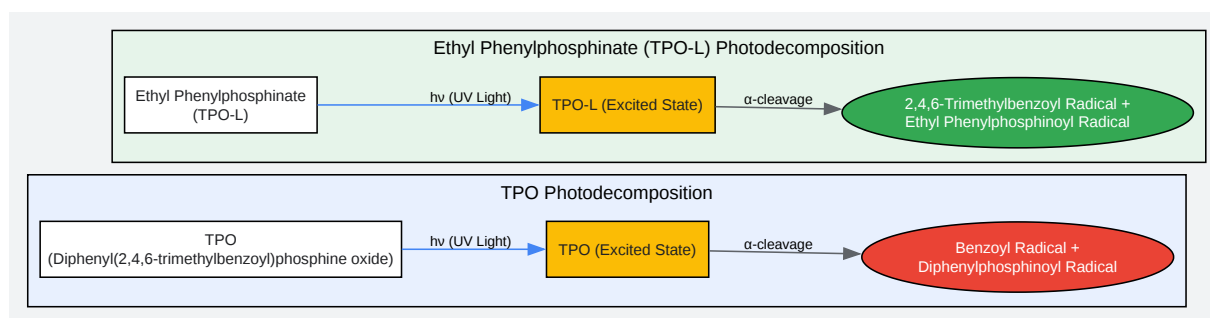 Ethyl Phenylphosphinate (TPO-L) Photodecomposition
Ethyl Phenylphosphinate
(TPO-L)
hν (UV Light)
TPO-L (Excited State)
α-cleavage
2,4,6-Trimethylbenzoyl Radical +
Ethyl Phenylphosphinoyl Radical
TPO Photodecomposition
TPO
(Diphenyl(2,4,6-trimethylbenzoyl)phosphine oxide)
hν (UV Light)
TPO (Excited State)
α-cleavage
Benzoyl Radical +
Diphenylphosphinoyl Radical